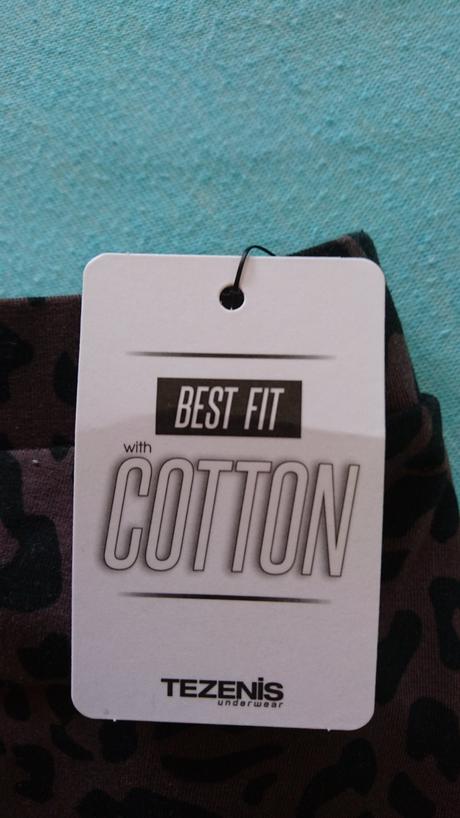 BEST FIT
with
COTTON
TEZENiS
underwear